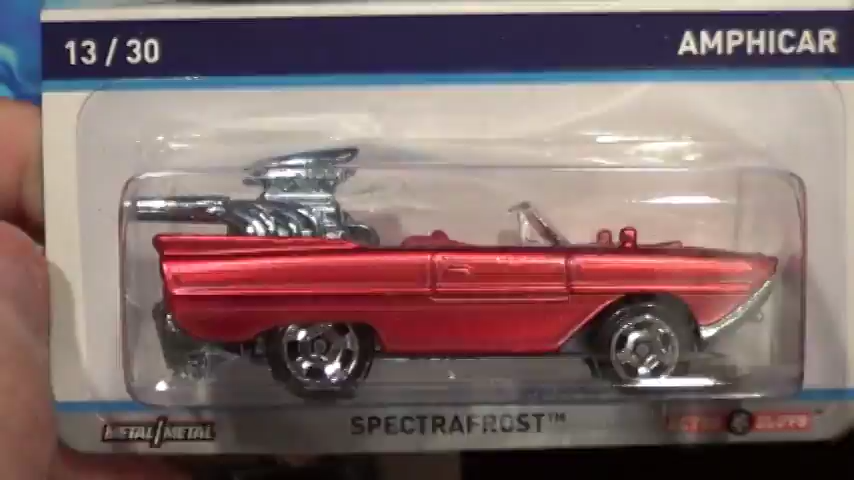 13 / 30
AMPHICAR
METAL/METAL
SPECTRAFROST™